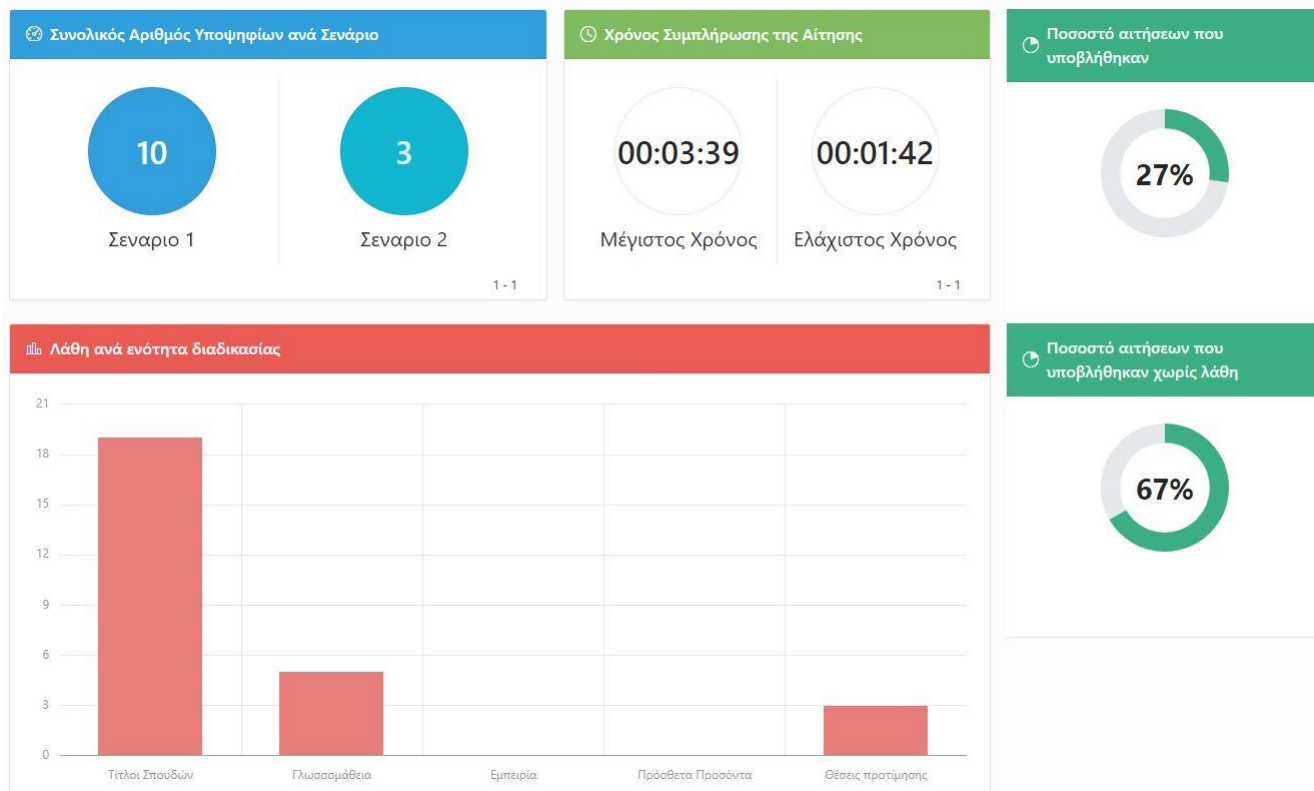 Συνολικός Αριθμός Υποψηφίων ανά Σενάριο
10
3
Σεναριο 1
Σεναριο 2
1 - 1
Χρόνος Συμπλήρωσης της Αίτησης
00:03:39
00:01:42
Μέγιστος Χρόνος
Ελάχιστος Χρόνος
1 - 1
Ποσοστό αιτήσεων που
υποβλήθηκαν
27%
Λάθη ανά ενότητα διαδικασίας
21
18
15
12
9
6
3
0
Τίτλοι Σπουδών
Γλωσσομάθεια
Εμπειρία
Πρόσθετα Προσόντα
Θέσεις προτίμησης
Ποσοστό αιτήσεων που
υποβλήθηκαν χωρίς λάθη
67%